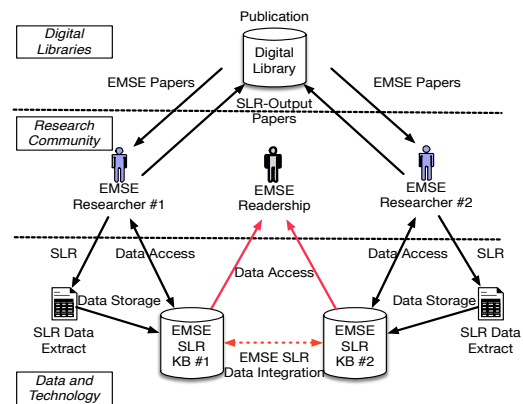 Publication
Digital
Libraries
Digital
Library
EMSE Papers
EMSE Papers
SLR-Output
Papers
Research
Community
EMSE
Researcher #1
EMSE
Readership
EMSE
Researcher #2
SLR
Data Access
Data Access
Data Access
SLR
Data Storage
Data Storage
SLR Data
Extract
EMSE
SLR
KB #1
EMSE SLR
Data Integration
EMSE
SLR
KB #2
SLR Data
Extract
Data and
Technology